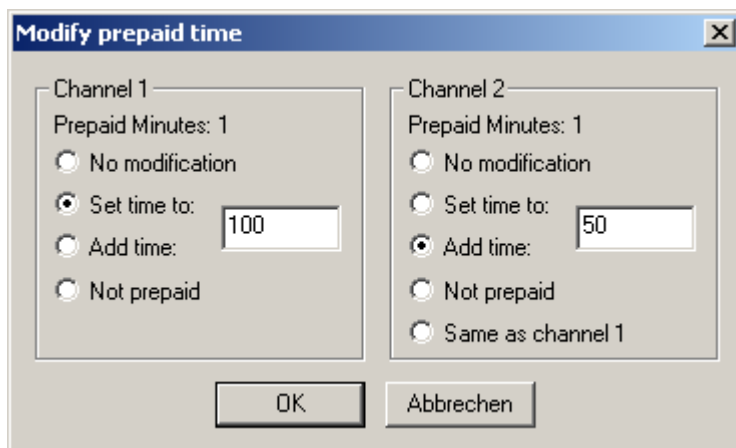 Modify prepaid time
Channel 1
Prepaid Minutes: 1
No modification
Set time to:
100
Add time:
Not prepaid
Channel 2
Prepaid Minutes: 1
No modification
Set time to:
50
Add time:
Not prepaid
Same as channel 1
OK
Abbrechen